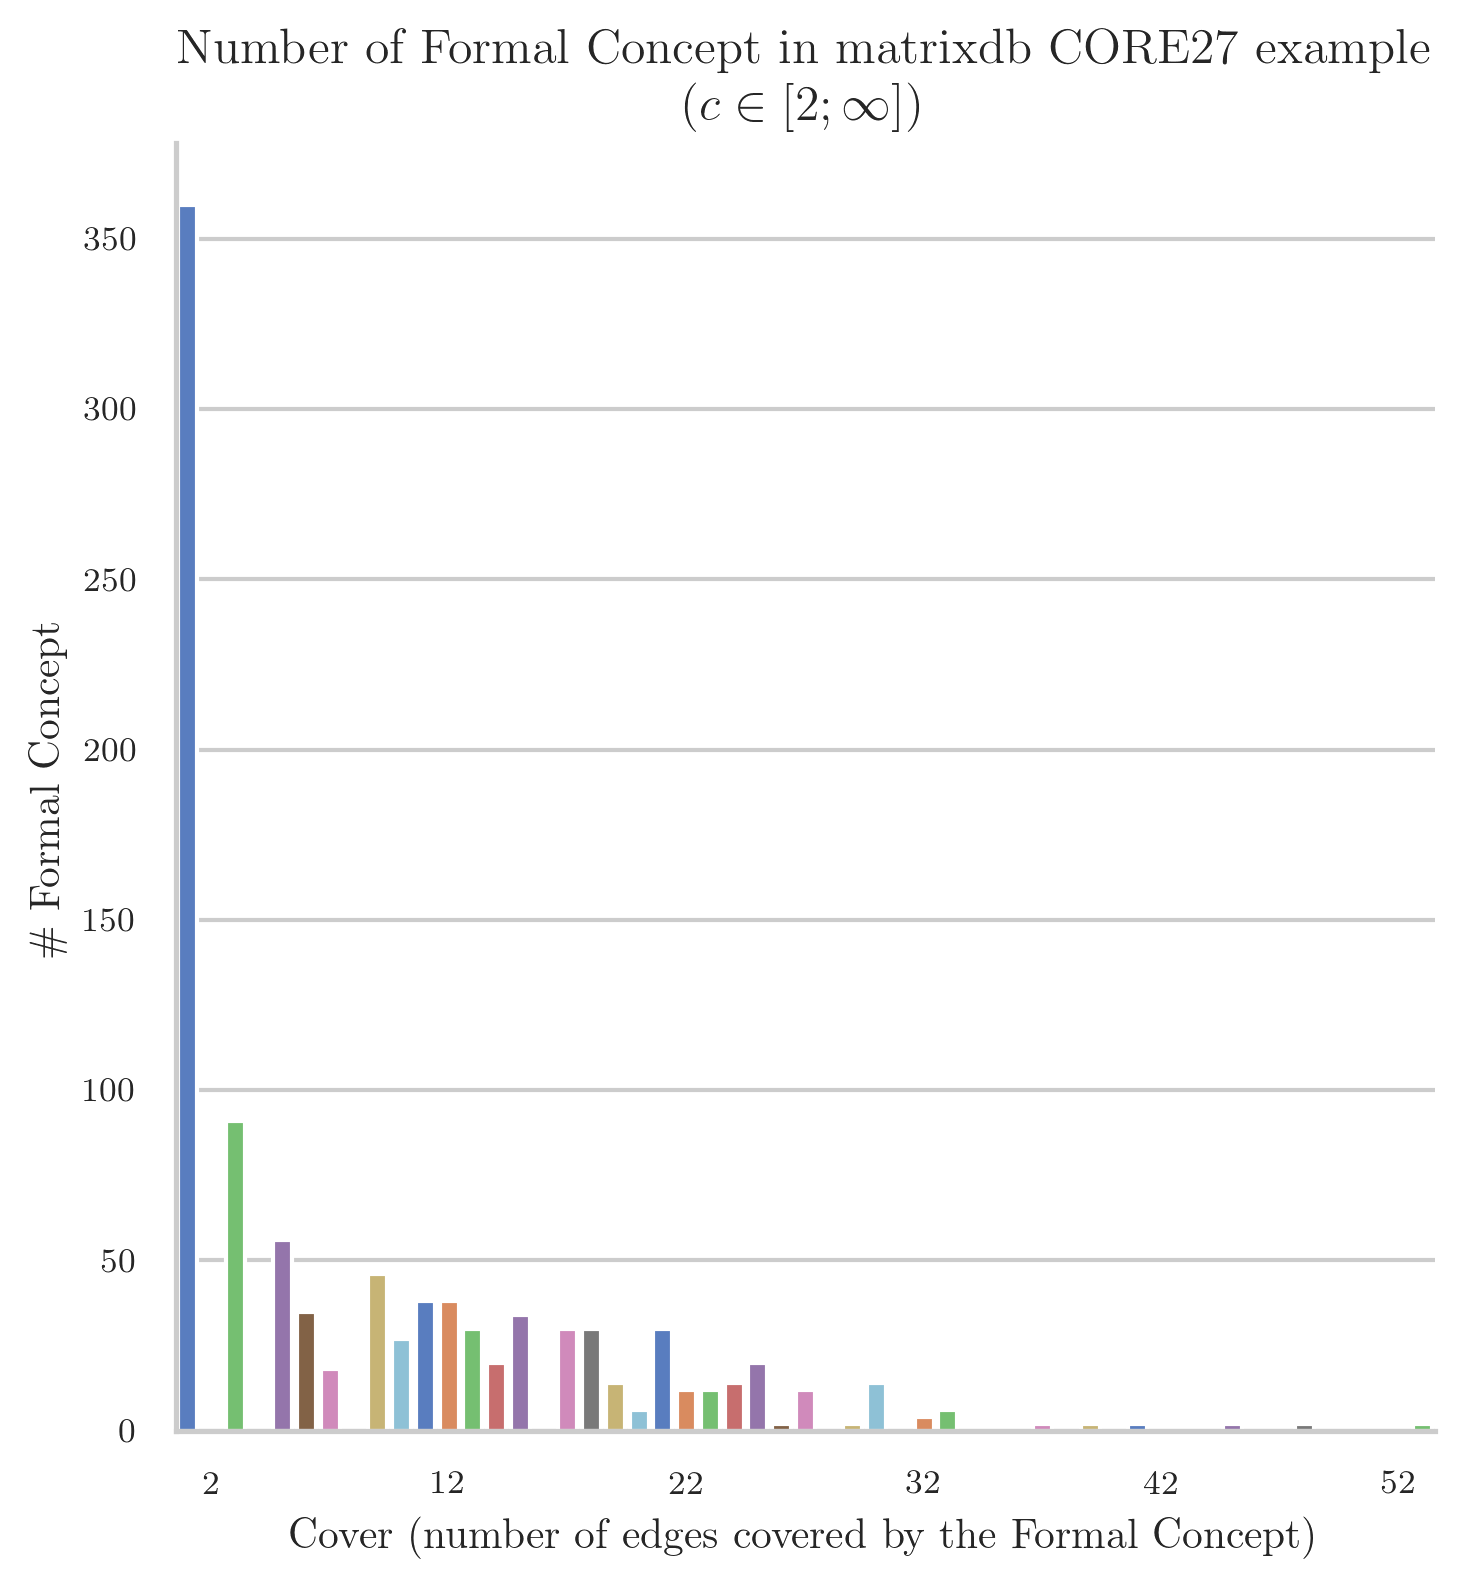 Number of Formal Concept in matrixdb CORE27 example
(c ∈ [2; ∞])
350
300
250
200
150
100
50
0
# Formal Concept
2 12 22 32 42 52
Cover (number of edges covered by the Formal Concept)